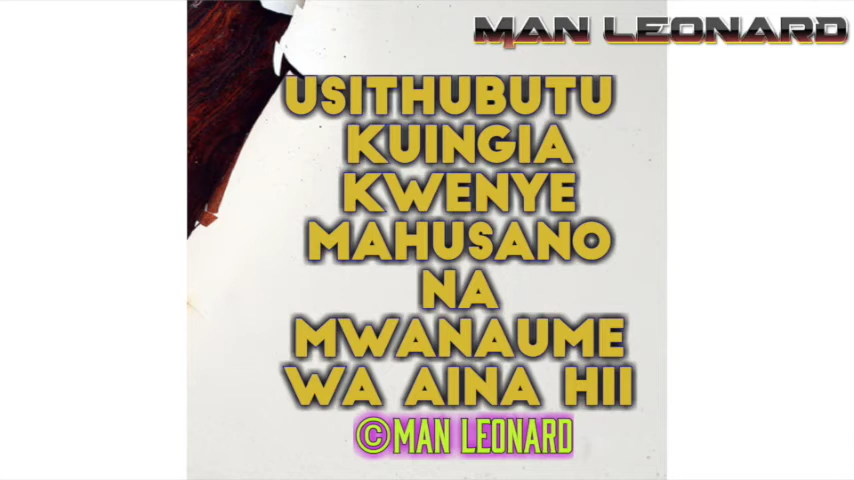 MAN LEONARD
USITHUBUTU
KUINGIA
KWENYE
MAHUSANO
NA
MWANAUME
WA AINA HII
©MAN LEONARD